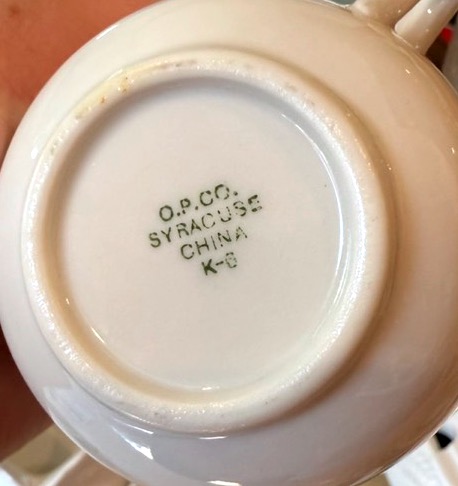 O.P.CO.
SYRACUSE
CHINA
K-6